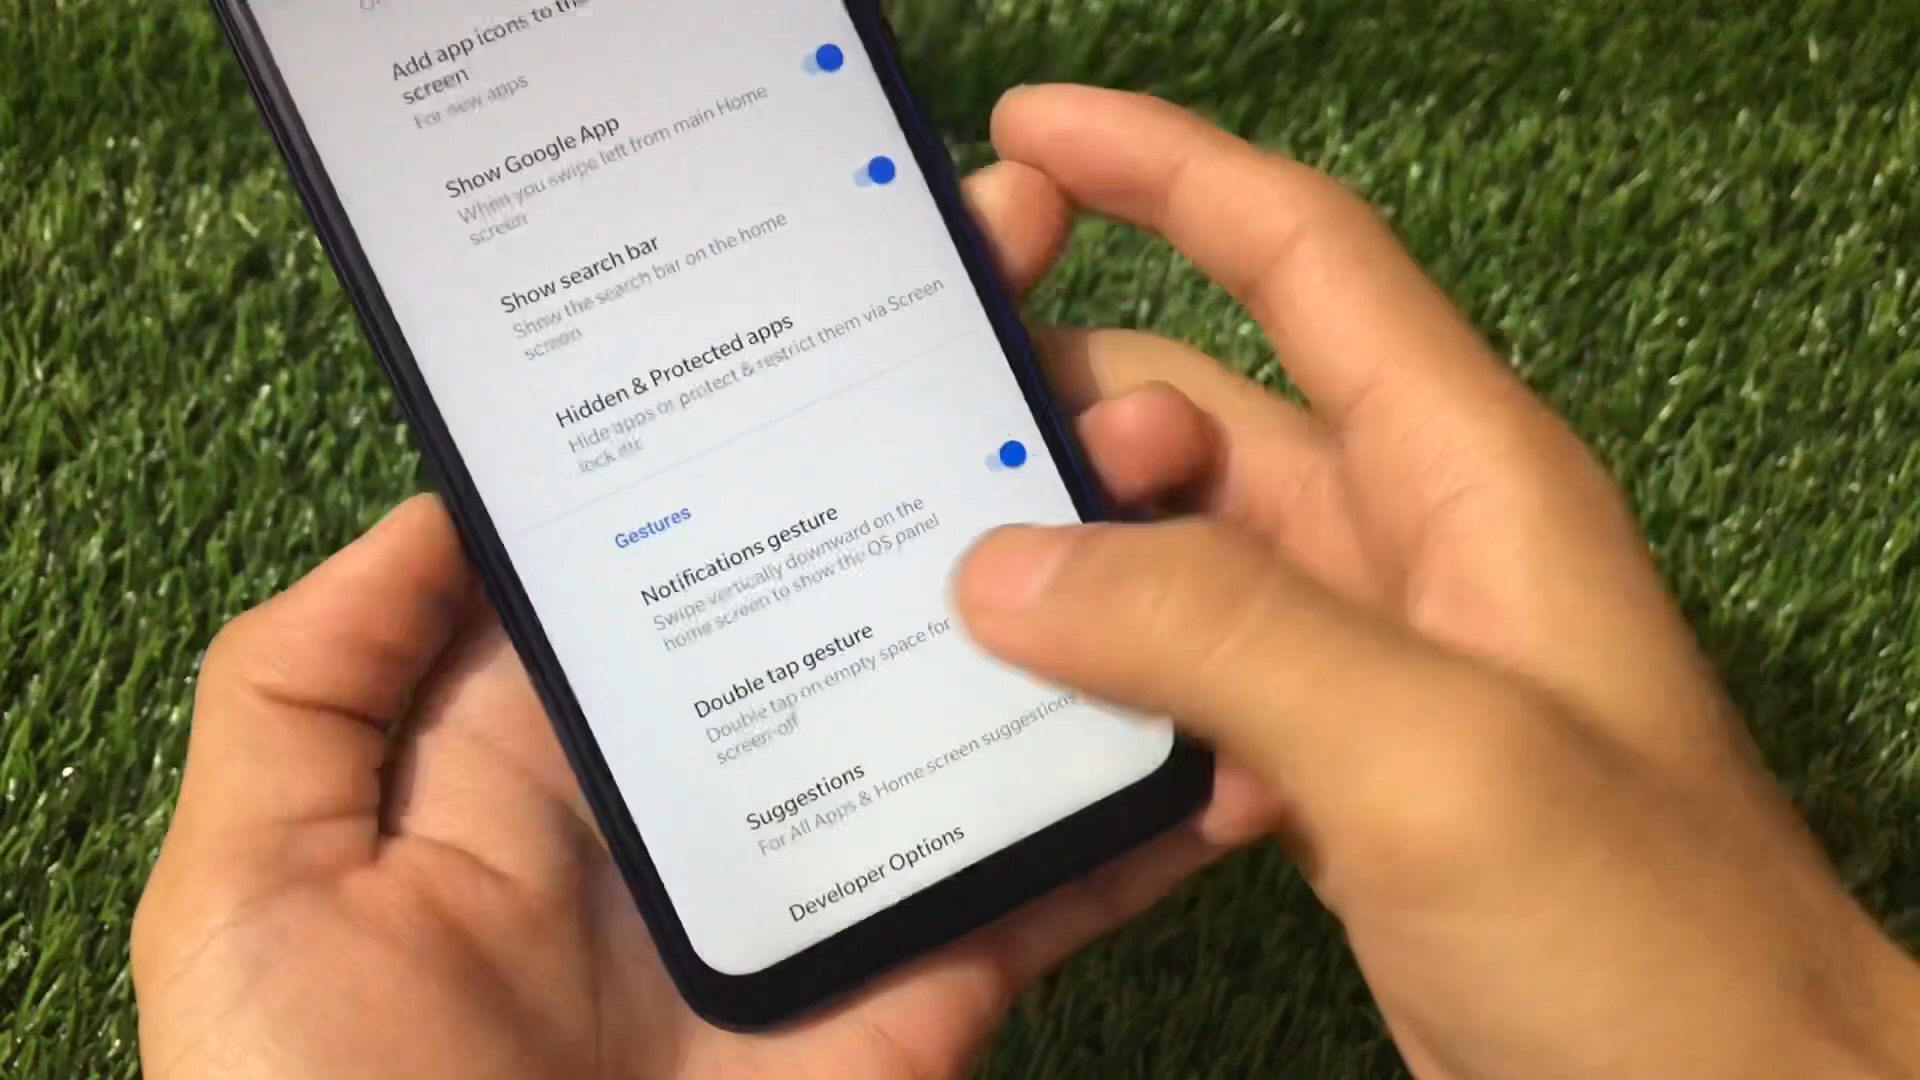 Add app icons to
screen
For new apps
Show Google App
When you swipe left from main Home
screen
Show search bar
Show the search bar on the home
screen
Hidden & Protected apps
Hide apps or protect & restrict them via Screen
lock etc
Gestures
Notifications gesture
Swipe vertically downward on the
home screen to show the QS panel
Double tap gesture
Double tap on empty space for
screen-off
Suggestions
For All Apps & Home screen suggestions
Developer Options